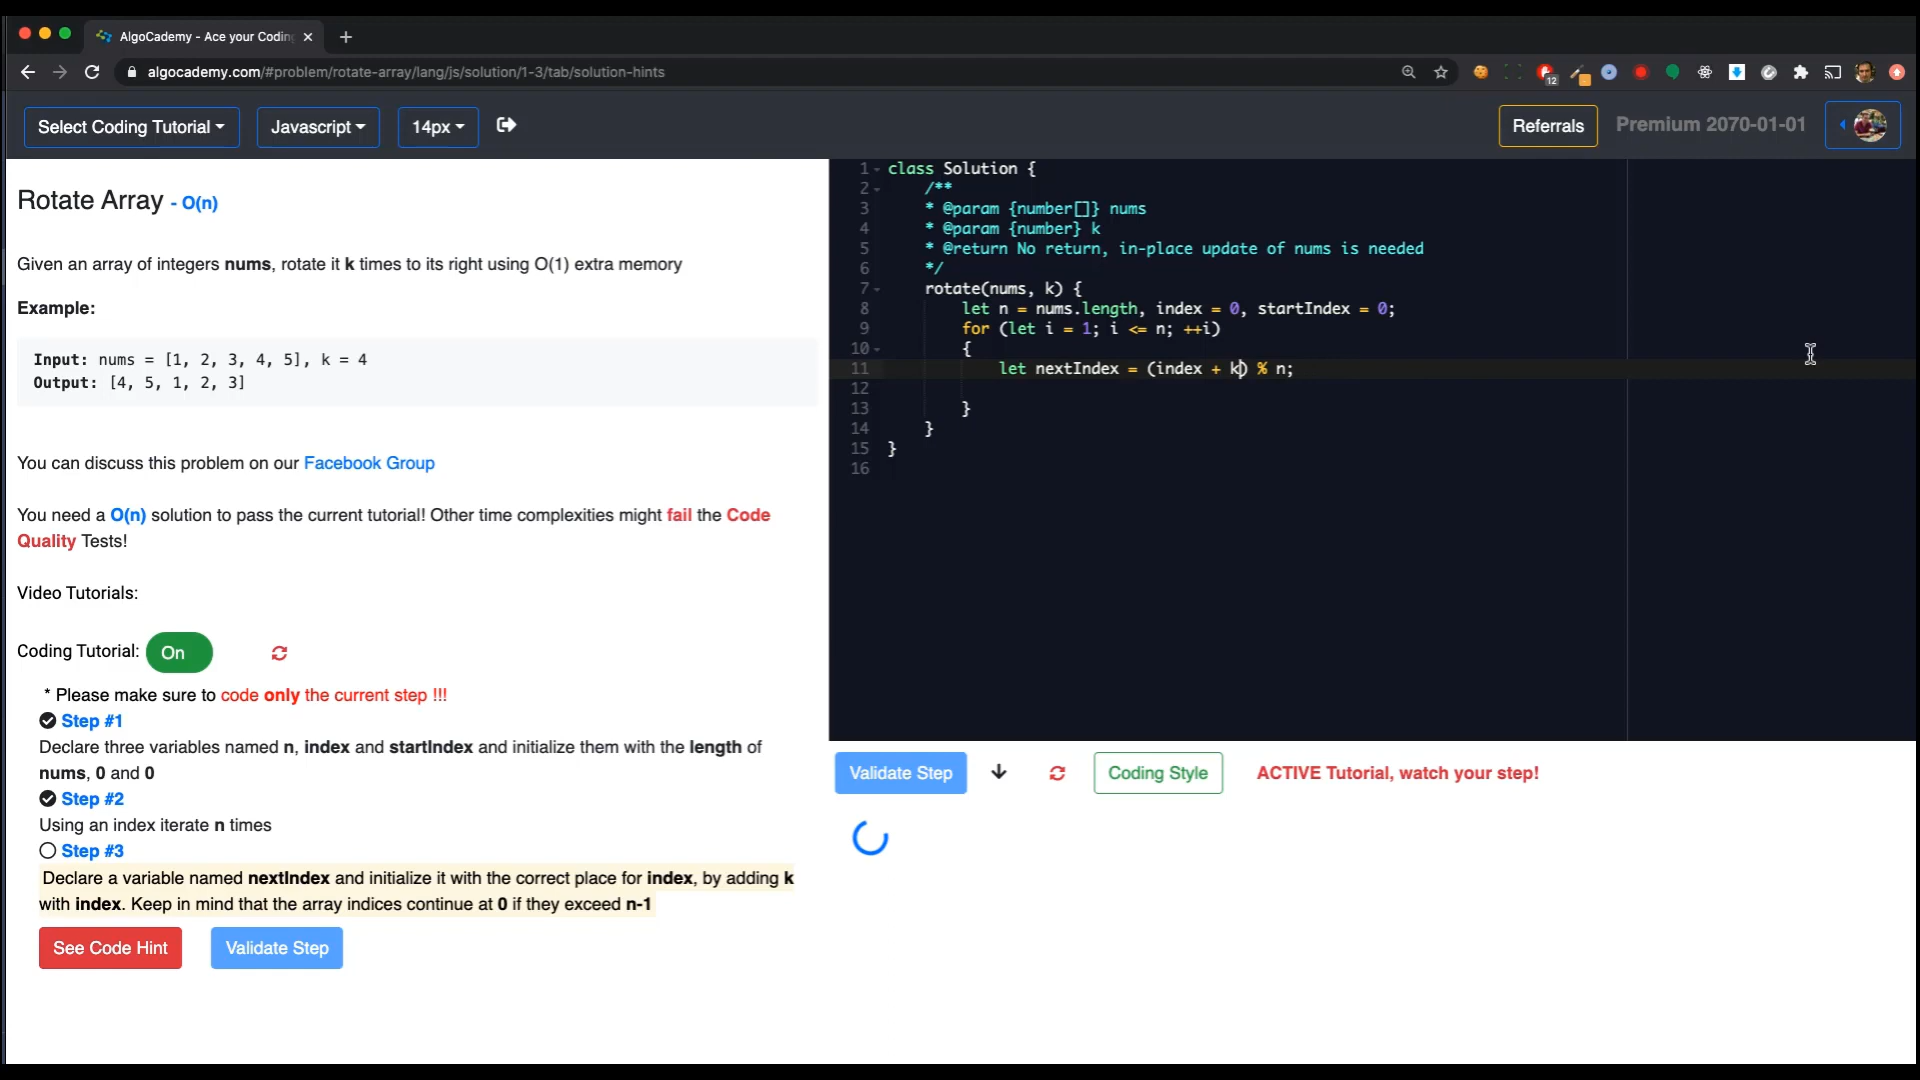 AlgoCademy - Ace your Coding
algocademy.com/#problem/rotate-array/lang/js/solution/1-3/tab/solution-hints
12
Select Coding Tutorial
Javascript
14px
Referrals
Premium 2070-01-01
Rotate Array - O(n)
Given an array of integers nums, rotate it k times to its right using O(1) extra memory
Example:
Input: nums = [1, 2, 3, 4, 5], k = 4
Output: [4, 5, 1, 2, 3]
You can discuss this problem on our Facebook Group
You need a O(n) solution to pass the current tutorial! Other time complexities might fail the Code
Quality Tests!
Video Tutorials:
Coding Tutorial: On
* Please make sure to code only the current step !!!
Step #1
Declare three variables named n, index and startIndex and initialize them with the length of
nums, 0 and 0
Step #2
Using an index iterate n times
Step #3
Declare a variable named nextIndex and initialize it with the correct place for index, by adding k
with index. Keep in mind that the array indices continue at 0 if they exceed n-1
See Code Hint
Validate Step
1 class Solution {
2 /**
3 * @param {number[]} nums
4 * @param {number} k
5 * @return No return, in-place update of nums is needed
6 */
7 rotate(nums, k) {
8 let n = nums.length, index = 0, startIndex = 0;
9 for (let i = 1; i <= n; ++i)
10 {
11 let nextIndex = (index + k) % n;
12
13 }
14 }
15 }
16
Validate Step
Coding Style
ACTIVE Tutorial, watch your step!